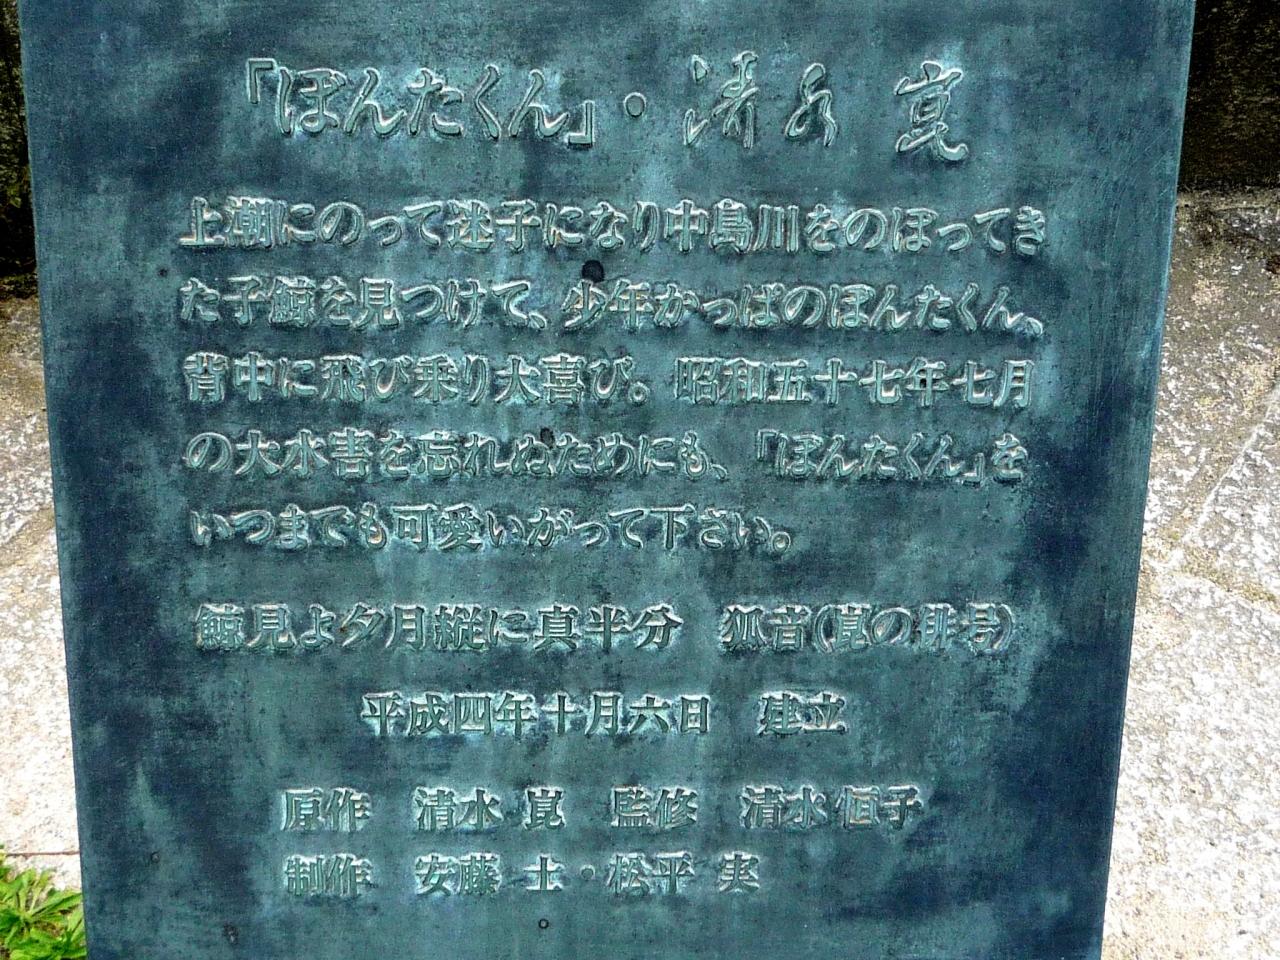 「ぼんたくん」・清水 崑
上潮にのって迷子になり中島川をのぼってき
た子鯨を見つけて、少年かっぱのぼんたくん、
背中に飛び乗り大喜び。昭和五十七年七月
の大水害を忘れぬためにも、「ぼんたくん」を
いつまでも可愛いがって下さい。
鯨見よ夕月縦に真半分 狐音(崑の俳号)
平成四年十月六日 建立
原作 清水 崑 監修 清水 恒子
制作 安藤 士・松平 実